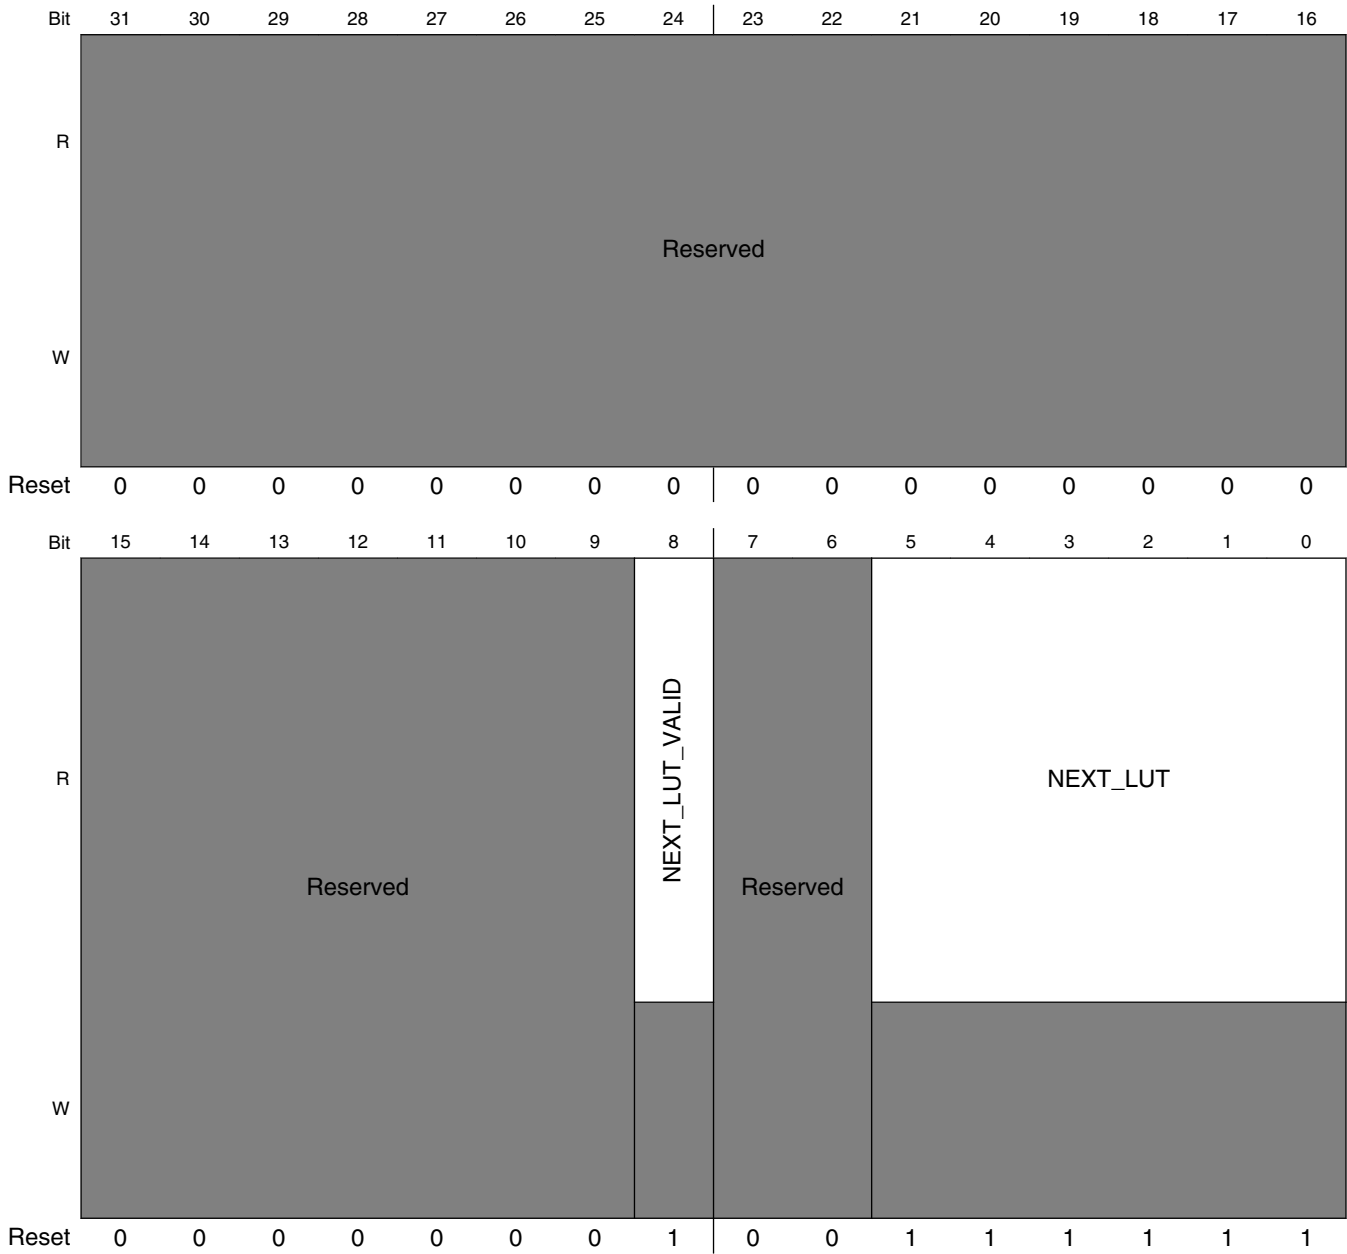 Bit 31 30 29 28 27 26 25 24 23 22 21 20 19 18 17 16
R
Reserved
W
Reset 0 0 0 0 0 0 0 0 0 0 0 0 0 0 0 0
Bit 15 14 13 12 11 10 9 8 7 6 5 4 3 2 1 0
R
NEXT_LUT_VALID
NEXT_LUT
Reserved
Reserved
W
Reset 0 0 0 0 0 0 0 1 0 0 1 1 1 1 1 1